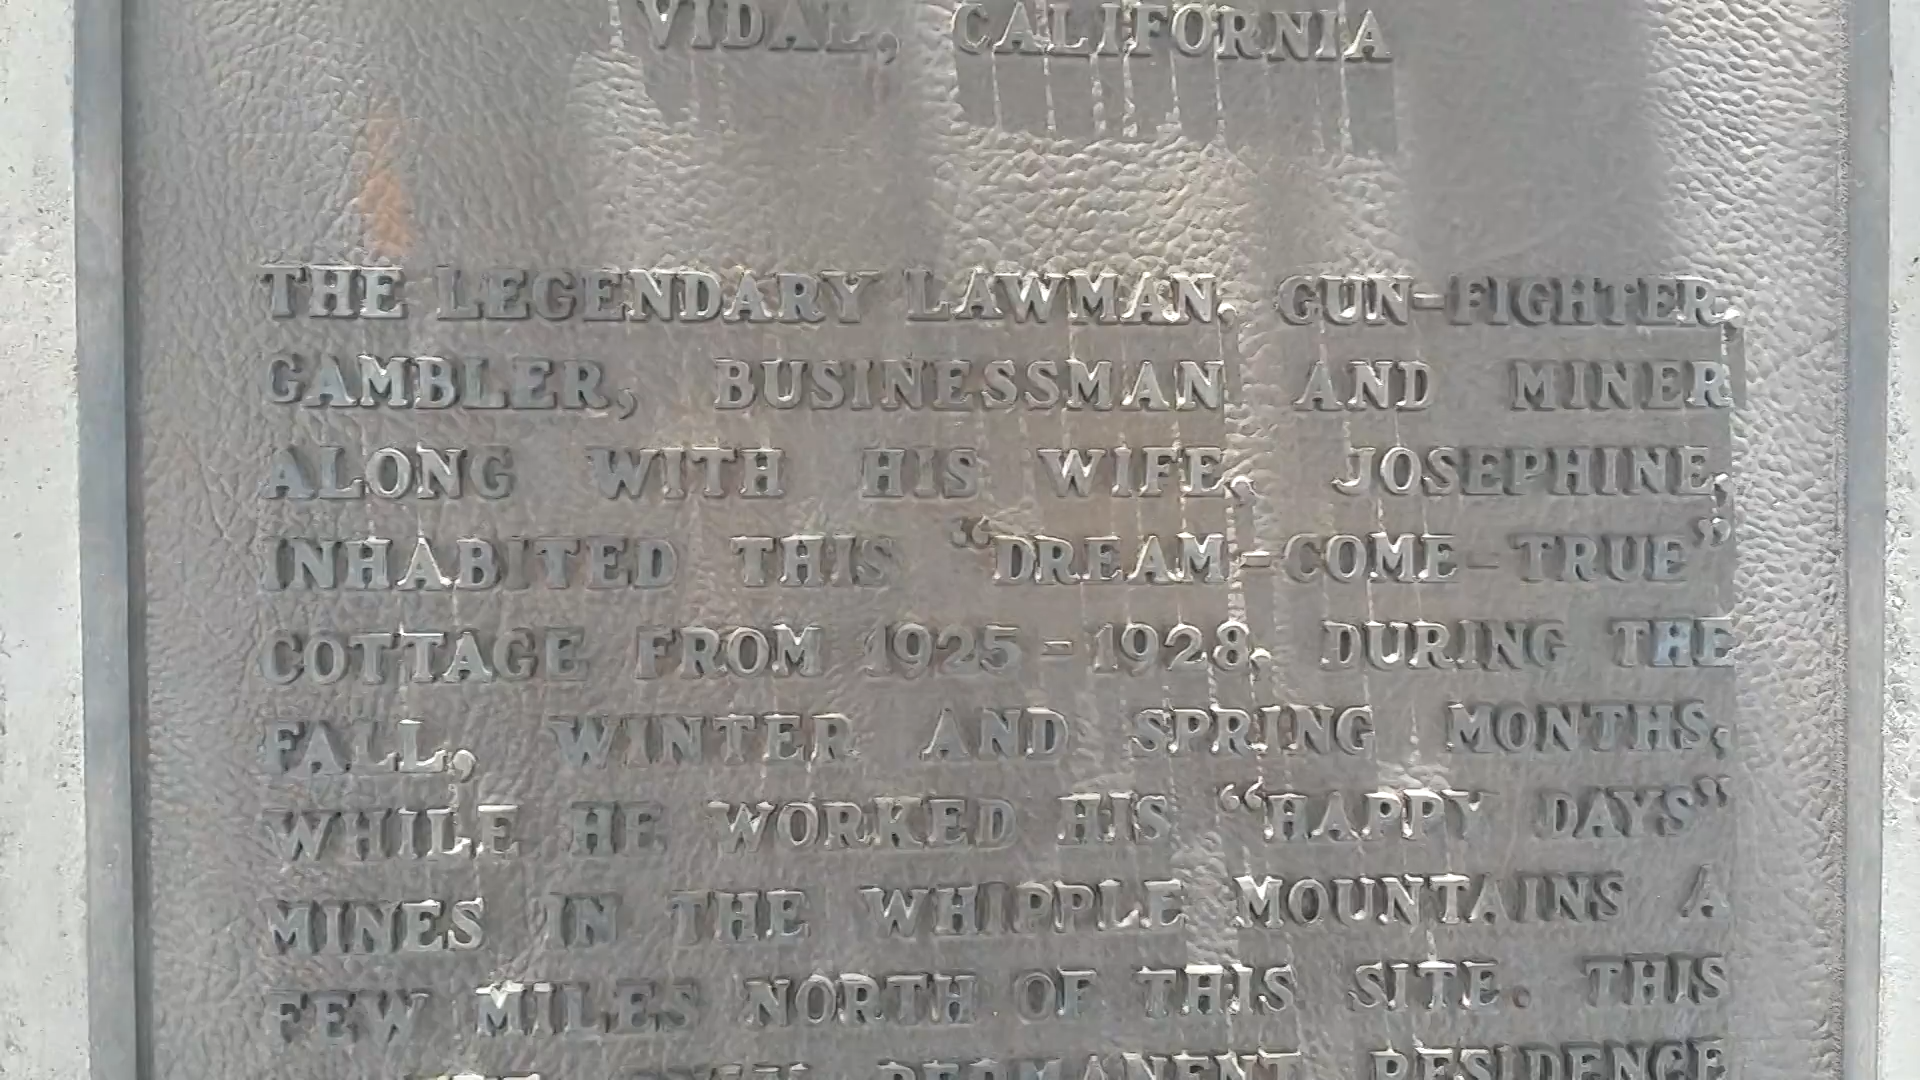 VIDAL, CALIFORNIA
THE LEGENDARY LAWMAN, GUN-FIGHTER,
GAMBLER, BUSINESSMAN AND MINER
ALONG WITH HIS WIFE, JOSEPHINE,
INHABITED THIS “DREAM-COME-TRUE”
COTTAGE FROM 1925-1928, DURING THE
FALL, WINTER AND SPRING MONTHS,
WHILE HE WORKED HIS “HAPPY DAYS”
MINES IN THE WHIPPLE MOUNTAINS A
FEW MILES NORTH OF THIS SITE. THIS
PERMANENT RESIDENCE